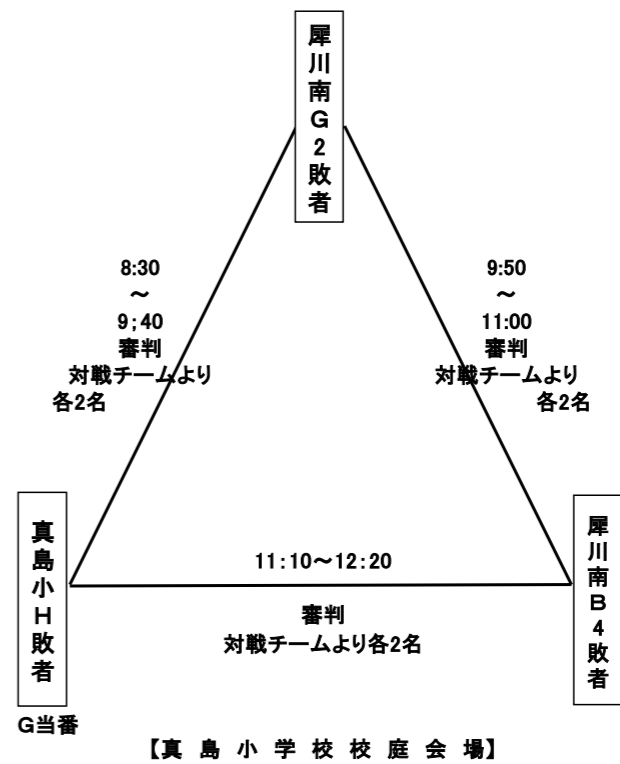 犀川南G2敗者
8:30
～
9;40
審判
対戦チームより
各2名
9:50
～
11:00
審判
対戦チームより
各2名
真島小H敗者
11:10～12:20
審判
対戦チームより各2名
犀川南B4敗者
G当番
【真 島 小 学 校 校 庭 会 場】